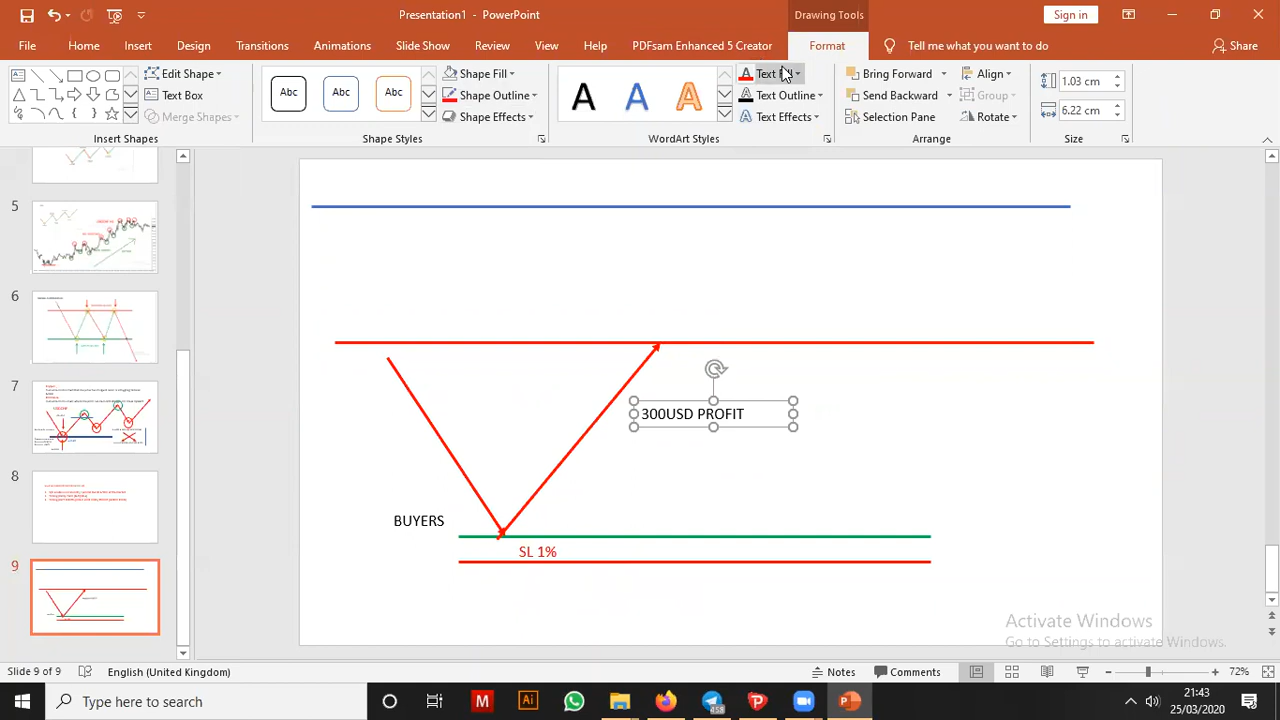 Presentation1 - PowerPoint
Drawing Tools
Sign in
File
Home
Insert
Design
Transitions
Animations
Slide Show
Review
View
Help
PDFsam Enhanced 5 Creator
Format
Tell me what you want to do
Share
Edit Shape
Text Box
Merge Shapes
Insert Shapes
Abc
Abc
Abc
Shape Fill
Shape Outline
Shape Effects
Shape Styles
A
A
A
Text Fill
Text Outline
Text Effects
WordArt Styles
Bring Forward
Send Backward
Selection Pane
Align
Group
Rotate
Arrange
1.03 cm
6.22 cm
Size
5
6
7
8
9
300USD PROFIT
BUYERS
SL 1%
Activate Windows
Go to Settings to activate Windows.
Slide 9 of 9
English (United Kingdom)
Notes
Comments
72%
Type here to search
M
Ai
458
21:43
25/03/2020